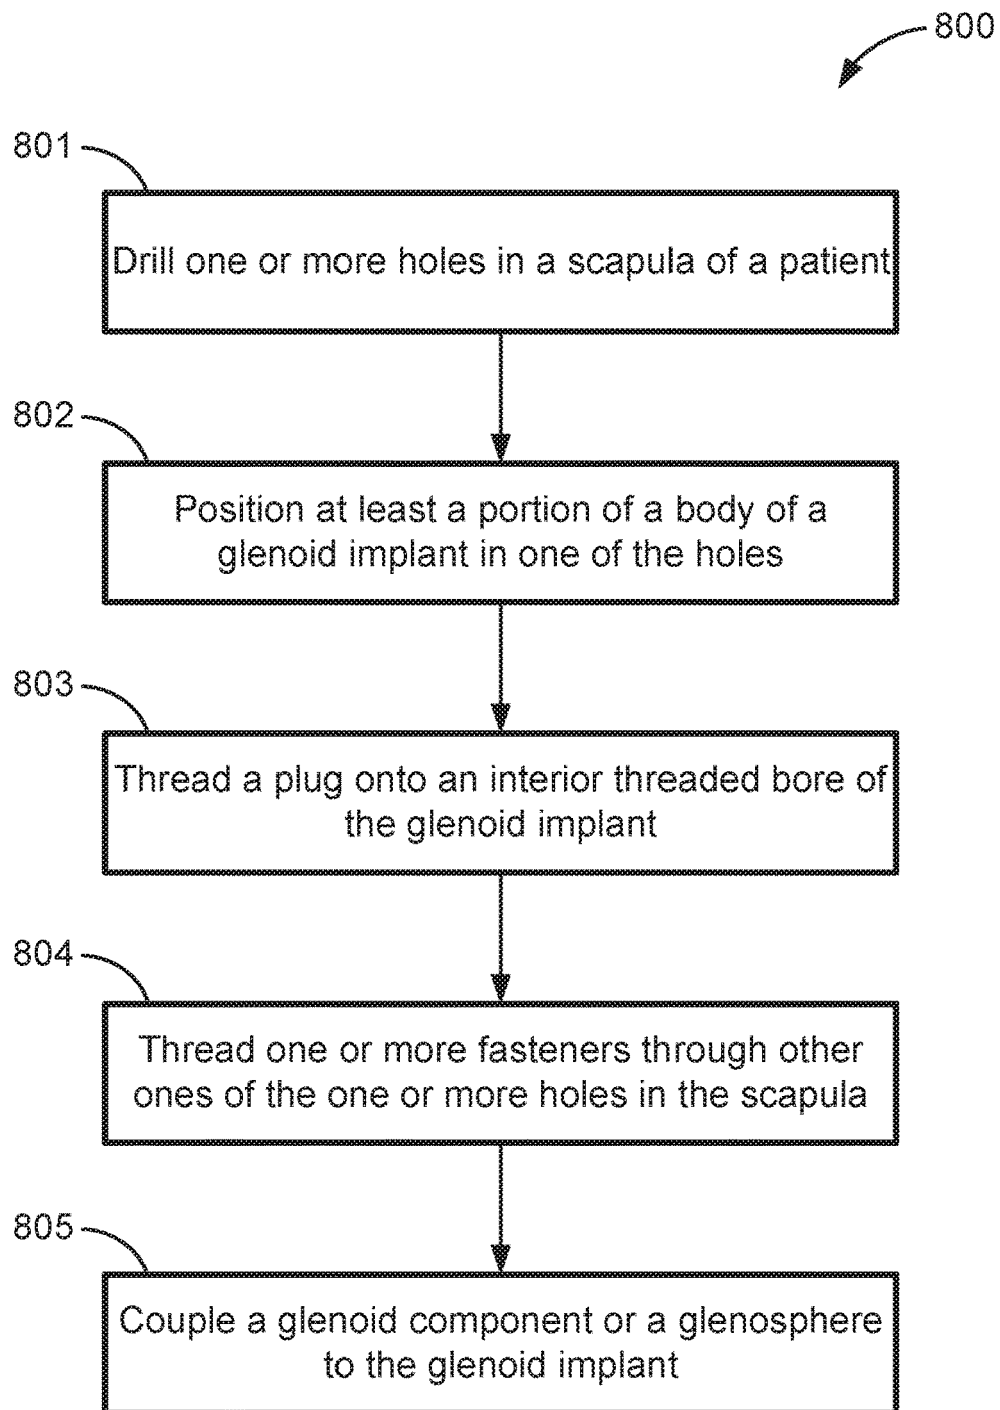 800
801
Drill one or more holes in a scapula of a patient
802
Position at least a portion of a body of a
glenoid implant in one of the holes
803
Thread a plug onto an interior threaded bore of
the glenoid implant
804
Thread one or more fasteners through other
ones of the one or more holes in the scapula
805
Couple a glenoid component or a glenosphere
to the glenoid implant